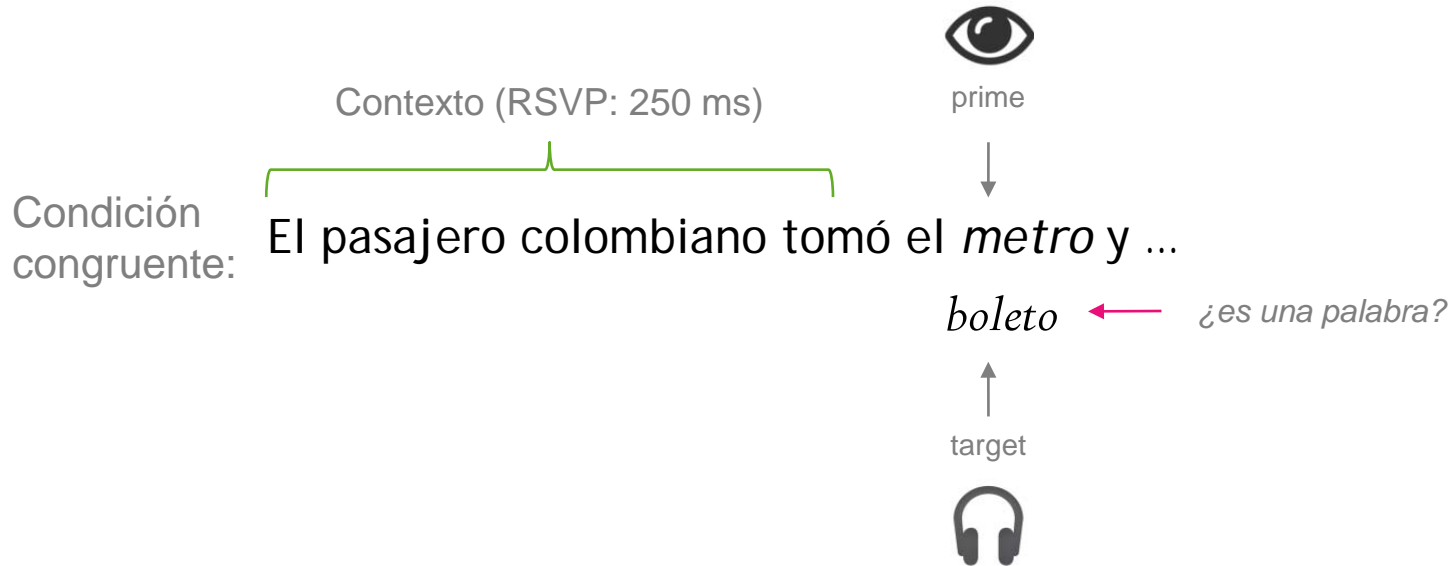 prime
Contexto (RSVP: 250 ms)
Condición
congruente:
El pasajero colombiano tomó el metro y ...
boleto
¿es una palabra?
target